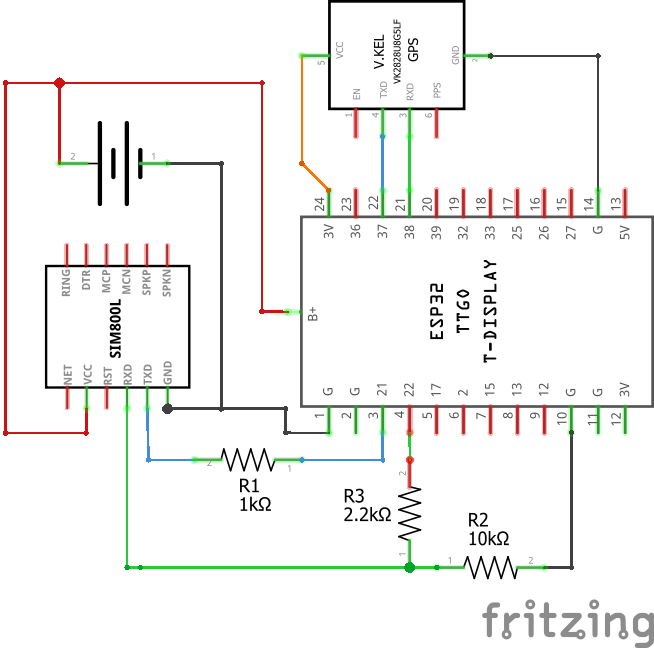 V.KEL
VK2828U8G5LF
GPS
VCC
5
GND
2
EN
TXD
RXD
PPS
1
4
3
6
2
1
24
23
22
21
20
19
18
17
16
15
14
13
3V
36
37
38
39
32
33
25
26
27
G
5V
ESP32
TTGO
T-DISPLAY
B+
RING
DTR
MCP
MCN
SPKP
SPKN
SIM800L
NET
VCC
RST
RXD
TXD
GND
G
G
21
22
17
2
15
13
12
G
G
3V
1
2
3
4
5
6
7
8
9
10
11
12
2
1
R1
1kΩ
2
R3
2.2kΩ
1
R2
10kΩ
1
2
fritzing